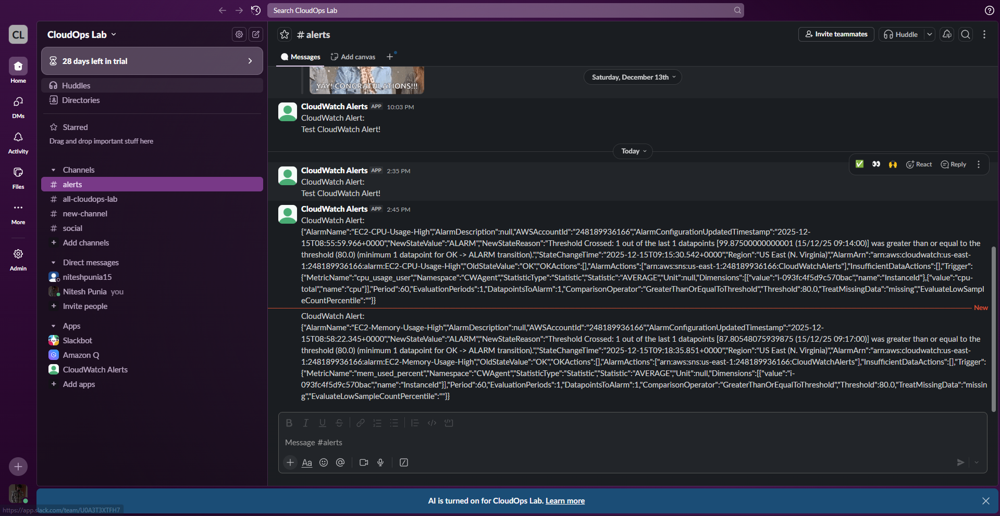 Search CloudOps Lab
CL
Home
DMs
Activity
Files
More
Admin
CloudOps Lab
28 days left in trial
Huddles
Directories
Starred
Drag and drop important stuff here
Channels
# alerts
# all-cloudops-lab
# new-channel
# social
+ Add channels
Direct messages
niteshpunia15
Nitesh Punia you
+ Invite people
Apps
Slackbot
Amazon Q
CloudWatch Alerts
+ Add apps
# alerts
Invite teammates
Huddle
Messages
Add canvas
YAY! CONGRATULATIONS!!!
Saturday, December 13th
CloudWatch Alerts APP 10:03 PM
CloudWatch Alert:
Test CloudWatch Alert!
Today
React
Reply
CloudWatch Alerts APP 2:35 PM
CloudWatch Alert:
Test CloudWatch Alert!
CloudWatch Alerts APP 2:45 PM
CloudWatch Alert:
{"AlarmName":"EC2-CPU-Usage-High","AlarmDescription":null,"AWSAccountId":"248189936166","AlarmConfigurationUpdatedTimestamp":"2025-12-
15T08:55:59.966+0000","NewStateValue":"ALARM","NewStateReason":"Threshold Crossed: 1 out of the last 1 datapoints [99.87500000000001 (15/12/25 09:14:00)] was greater than or equal to the
threshold (80.0) (minimum 1 datapoint for OK -> ALARM transition).","StateChangeTime":"2025-12-15T09:15:30.542+0000","Region":"US East (N. Virginia)","AlarmArn":"arn:aws:cloudwatch:us-east-
1:248189936166:alarm:EC2-CPU-Usage-High","OldStateValue":"OK","OKActions":[],"AlarmActions":["arn:aws:sns:us-east-1:248189936166:CloudWatchAlerts"],"InsufficientDataActions":[],"Trigger":
{"MetricName":"cpu_usage_user","Namespace":"CWAgent","StatisticType":"Statistic","Statistic":"AVERAGE","Unit":null,"Dimensions":[{"value":"i-093fc4f5d9c570bac","name":"InstanceId"},{"value":"cpu-
total","name":"cpu"}],"Period":60,"EvaluationPeriods":1,"DatapointsToAlarm":1,"ComparisonOperator":"GreaterThanOrEqualToThreshold","Threshold":80.0,"TreatMissingData":"missing","EvaluateLowSampl
eCountPercentile":""}}
New
CloudWatch Alert:
{"AlarmName":"EC2-Memory-Usage-High","AlarmDescription":null,"AWSAccountId":"248189936166","AlarmConfigurationUpdatedTimestamp":"2025-12-
15T08:58:22.345+0000","NewStateValue":"ALARM","NewStateReason":"Threshold Crossed: 1 out of the last 1 datapoints [87.80548075939875 (15/12/25 09:17:00)] was greater than or equal to the
threshold (80.0) (minimum 1 datapoint for OK -> ALARM transition).","StateChangeTime":"2025-12-15T09:18:35.851+0000","Region":"US East (N. Virginia)","AlarmArn":"arn:aws:cloudwatch:us-east-
1:248189936166:alarm:EC2-Memory-Usage-High","OldStateValue":"OK","OKActions":[],"AlarmActions":["arn:aws:sns:us-east-1:248189936166:CloudWatchAlerts"],"InsufficientDataActions":[],"Trigger":
{"MetricName":"mem_used_percent","Namespace":"CWAgent","StatisticType":"Statistic","Statistic":"AVERAGE","Unit":null,"Dimensions":[{"value":"i-
093fc4f5d9c570bac","name":"InstanceId"}],"Period":60,"EvaluationPeriods":1,"DatapointsToAlarm":1,"ComparisonOperator":"GreaterThanOrEqualToThreshold","Threshold":80.0,"TreatMissingData":"missin
g","EvaluateLowSampleCountPercentile":""}}
Message #alerts
Aa
AI is turned on for CloudOps Lab. Learn more
https://app.slack.com/team/U0A3T3XTFH7